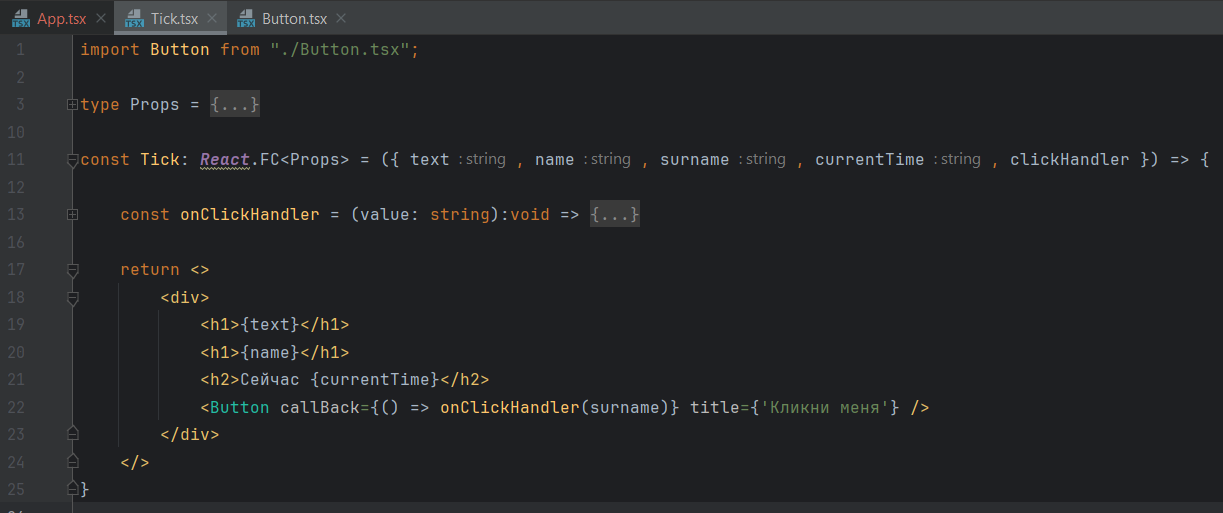 App.tsx Tick.tsx Button.tsx
1 import Button from "./Button.tsx";
2
3 type Props = {...}
10
11 const Tick: React.FC<Props> = ({ text : string , name : string , surname : string , currentTime : string , clickHandler }) => {
12
13 const onClickHandler = (value: string):void => {...}
16
17 return <>
18 <div>
19 <h1>{text}</h1>
20 <h1>{name}</h1>
21 <h2>Сейчас {currentTime}</h2>
22 <Button callBack={() => onClickHandler(surname)} title={'Кликни меня'} />
23 </div>
24 </>
25 }